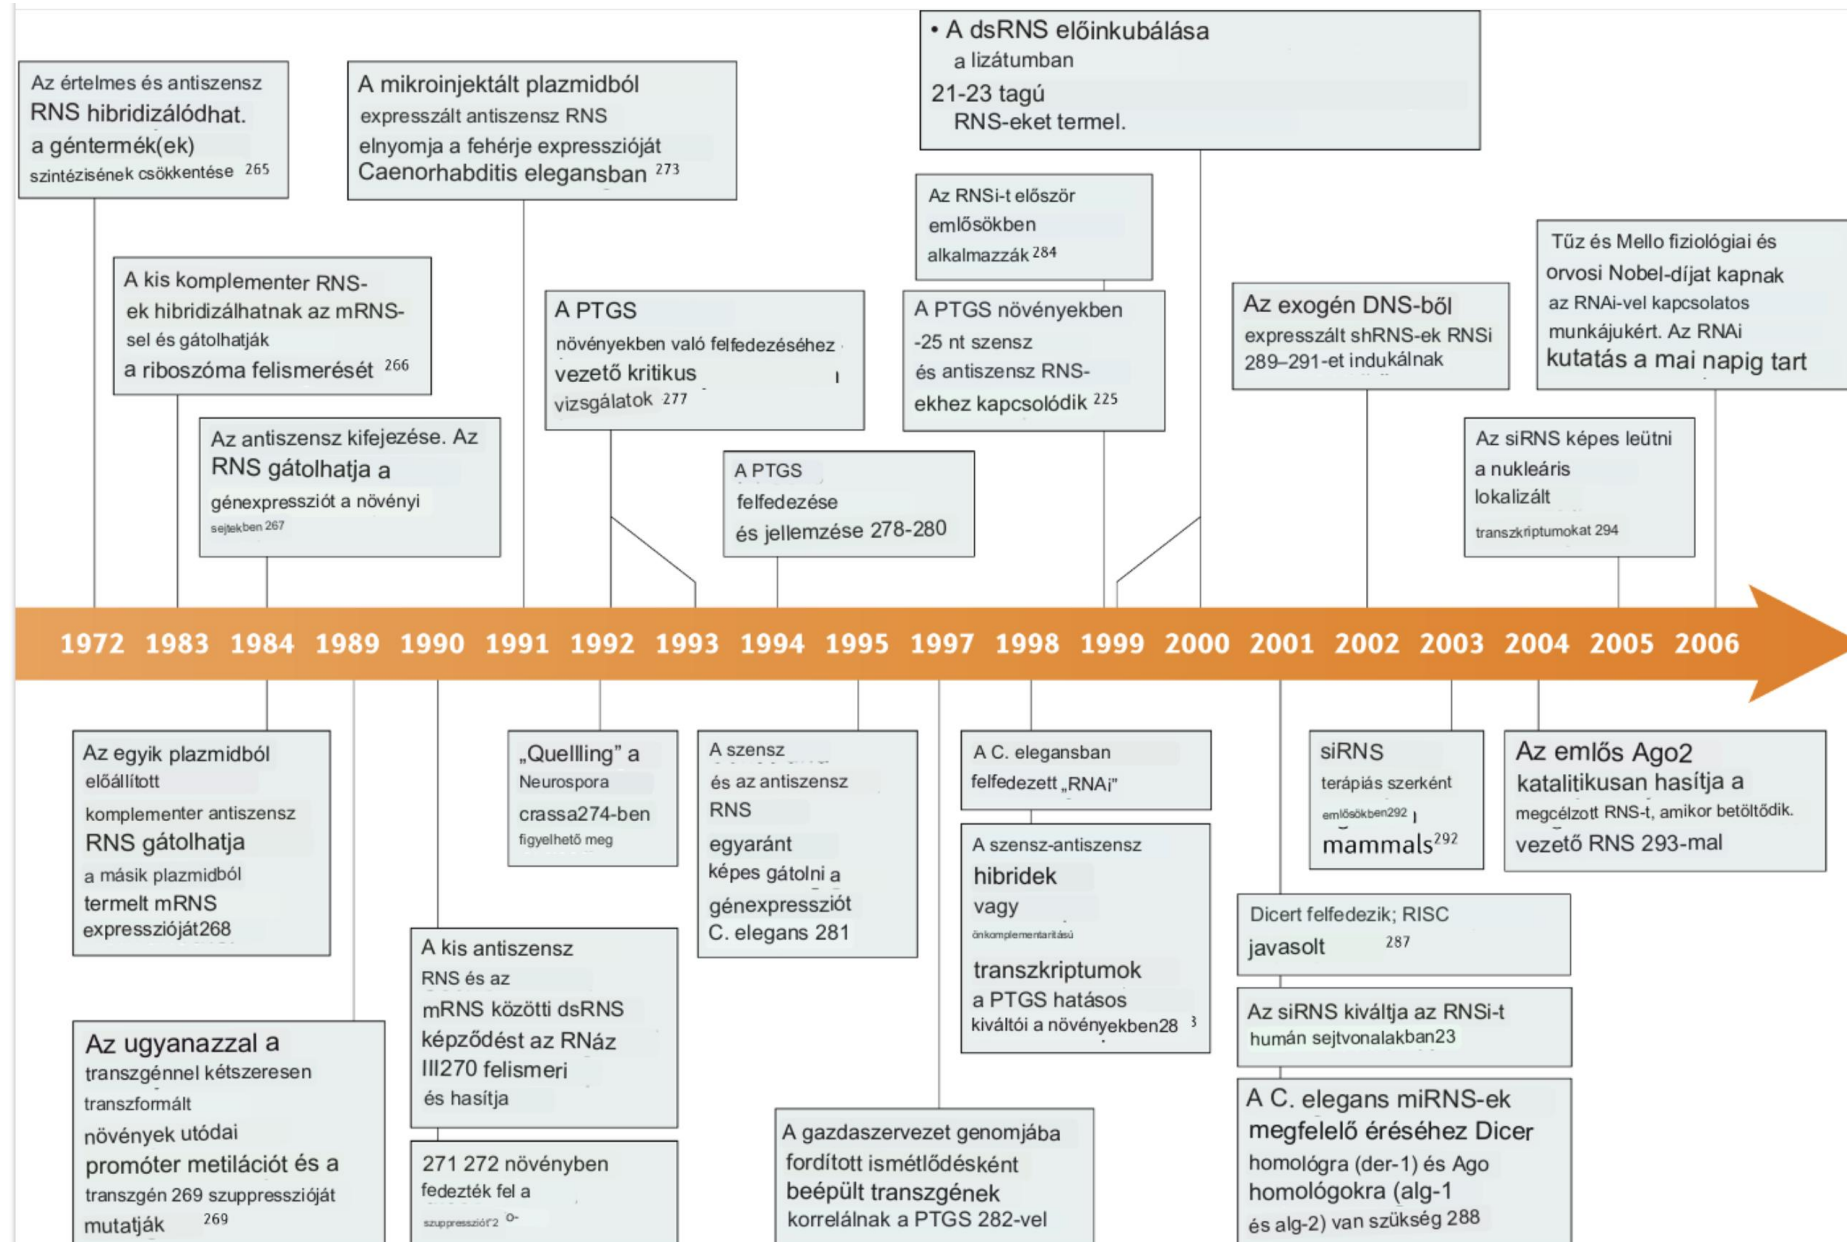 • A dsRNS előinkubálása
a lizátumban
21-23 tagú
RNS-eket termel.
Az értelmes és antiszensz
RNS hibridizálódhat.
a géntermék(ek)
szintézisének csökkentése 265
A mikroinjektált plazmidból
expresszált antiszensz RNS
elnyomja a fehérje expresszióját
Caenorhabditis elegansban 273
Az RNSi-t először
emlősökben
alkalmazzák 284
Tűz és Mello fiziológiai és
orvosi Nobel-díjat kapnak
az RNAi-vel kapcsolatos
munkájukért. Az RNAi
kutatás a mai napig tart
A kis komplementer RNS-
ek hibridizálhatnak az mRNS-
sel és gátolhatják
a riboszóma felismerését 266
A PTGS
növényekben való felfedezéséhez
vezető kritikus
vizsgálatok 277
A PTGS növényekben
-25 nt szensz
és antiszensz RNS-
ekhez kapcsolódik 225
Az exogén DNS-ből
expresszált shRNS-ek RNSi
289–291-et indukálnak
Az antiszensz kifejezése. Az
RNS gátolhatja a
génexpressziót a növényi
sejtekben 267
A PTGS
felfedezése
és jellemzése 278-280
Az siRNS képes leütni
a nukleáris
lokalizált
transzkriptumokat 294
1972 1983 1984 1989 1990 1991 1992 1993 1994 1995 1997 1998 1999 2000 2001 2002 2003 2004 2005 2006
Az egyik plazmidból
előállított
komplementer antiszensz
RNS gátolhatja
a másik plazmidból
termelt mRNS
expresszióját268
„Quellling” a
Neurospora
crassa274-ben
figyelhető meg
A szensz
és az antiszensz
RNS
egyaránt
képes gátolni a
génexpressziót
C. elegans 281
A C. elegansban
felfedezett „RNAi”
A szensz-antiszensz
hibridek
vagy
önkomplementaritású
transzkriptumok
a PTGS hatásos
kiváltói a növényekben28 3
siRNS
terápiás szerként
emlősökben292
mammals292
Az emlős Ago2
katalitikusan hasítja a
megcélzott RNS-t, amikor betöltődik.
vezető RNS 293-mal
Dicert felfedezik; RISC
javasolt 287
A kis antiszensz
RNS és az
mRNS közötti dsRNS
képződést az RNáz
III270 felismeri
és hasítja
Az siRNS kiváltja az RNSi-t
humán sejtvonalakban23
Az ugyanazzal a
transzgénnel kétszeresen
transzformált
növények utódai
promóter metilációt és a
transzgén 269 szuppresszióját
mutatják 269
271 272 növényben
fedezték fel a
szuppressziót"2 o-
A gazdaszervezet genomjába
fordított ismétlődésként
beépült transzgének
korrelálnak a PTGS 282-vel
A C. elegans miRNS-ek
megfelelő éréséhez Dicer
homológra (der-1) és Ago
homológokra (alg-1
és alg-2) van szükség 288